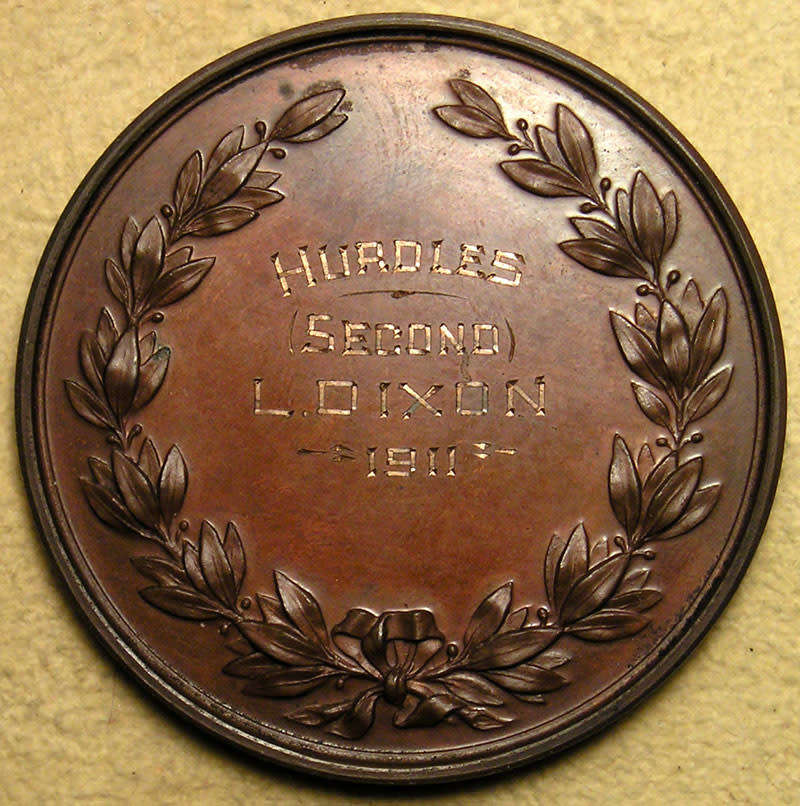 HURDLES
(SECOND)
L.DIXON
1911